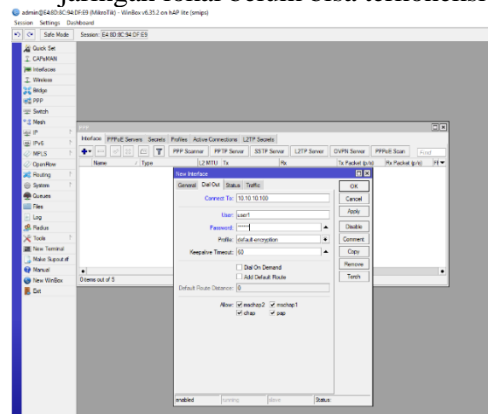 jaringan lokal belum bisa terkoneksi
admin@E4:8D:8C:94:DF:E9 (MikroTik) - WinBox v6.35.2 on hAP lite (smips)
Session Settings Dashboard
Safe Mode Session: E4:8D:8C:94:DF:E9
Quick Set
CAPsMAN
Interfaces
Wireless
Bridge
PPP
Switch
Mesh
IP
IPv6
MPLS
OpenFlow
Routing
System
Queues
Files
Log
Radius
Tools
New Terminal
Make Supout.rif
Manual
New WinBox
Exit
PPP
Interface PPPoE Servers Secrets Profiles Active Connections L2TP Secrets
PPP Scanner PPTP Server SSTP Server L2TP Server OVPN Server PPPoE Scan Find
Name Type L2 MTU Tx Rx Tx Packet (p/s) Rx Packet (p/s)
0 items out of 5
New Interface
General Dial Out Status Traffic
Connect To: 10.10.10.100
User: user1
Password: *****
Profile: default-encryption
Keepalive Timeout: 60
Dial On Demand
Add Default Route
Default Route Distance: 0
Allow: mschap2 mschap1
chap pap
OK
Cancel
Apply
Disable
Comment
Copy
Remove
Torch
enabled running slave Status: